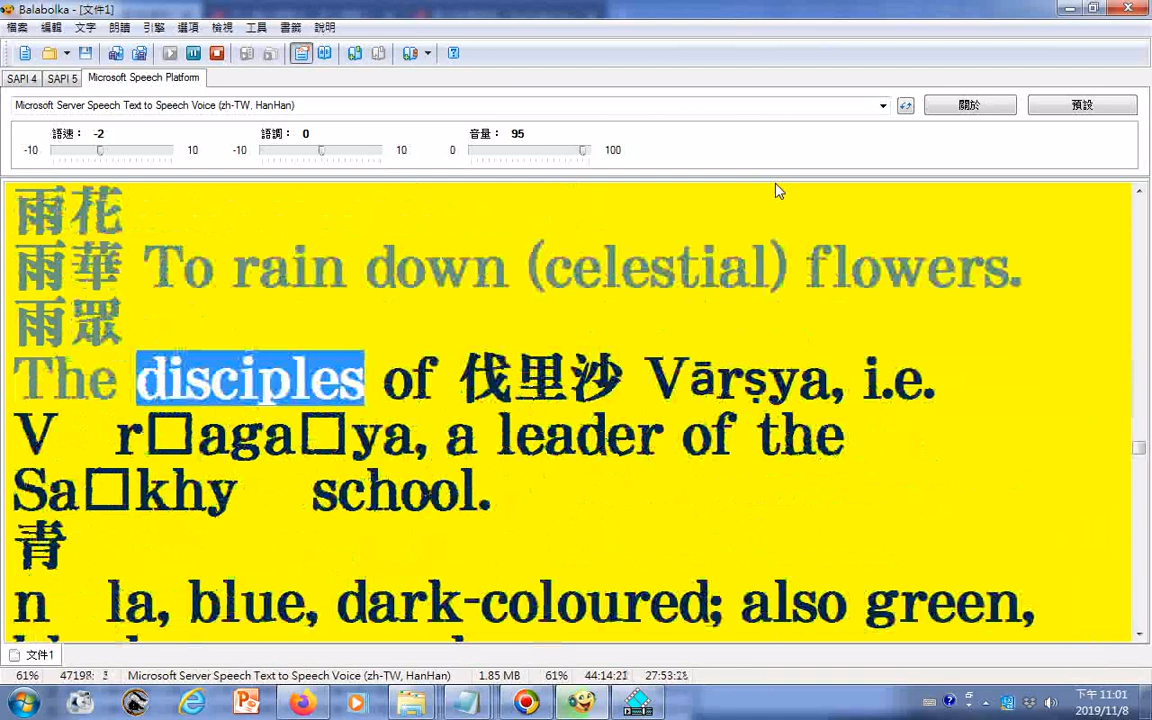 Balabolka - [文件1]
檔案 編輯 文字 朗讀 引擎 選項 檢視 工具 書籤 說明
SAPI 4 SAPI 5 Microsoft Speech Platform
Microsoft Server Speech Text to Speech Voice (zh-TW, HanHan) 關於 預設
語速： -2 語調： 0 音量： 95
-10 10 -10 10 0 100
雨花
雨華 To rain down (celestial) flowers.
雨眾
The disciples of 伐里沙 Vārṣya, i.e.
V r□aga□ya, a leader of the
Sa□khy school.
青
n la, blue, dark-coloured; also green,
文件1
61% Microsoft Server Speech Text to Speech Voice (zh-TW, HanHan) 1.85 MB 61% 44:14:21
下午 11:01
2019/11/8